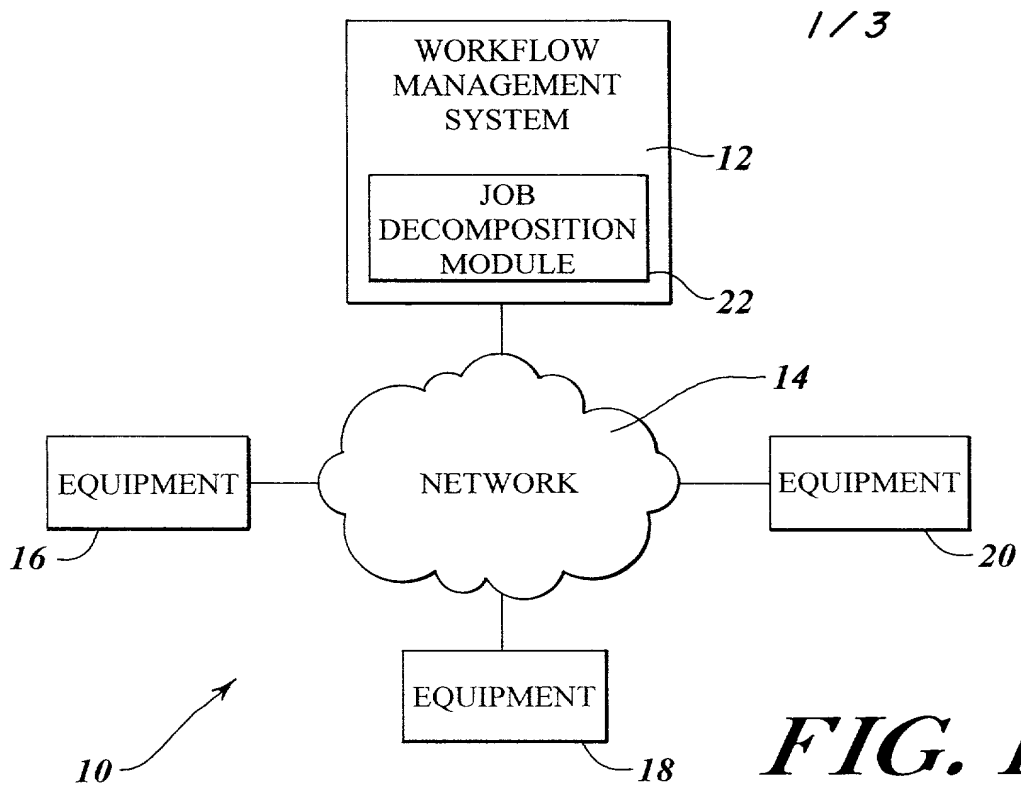 1/3
WORKFLOW
MANAGEMENT
SYSTEM
12
JOB
DECOMPOSITION
MODULE
22
14
EQUIPMENT
NETWORK
EQUIPMENT
16
20
EQUIPMENT
10
18
FIG. 1